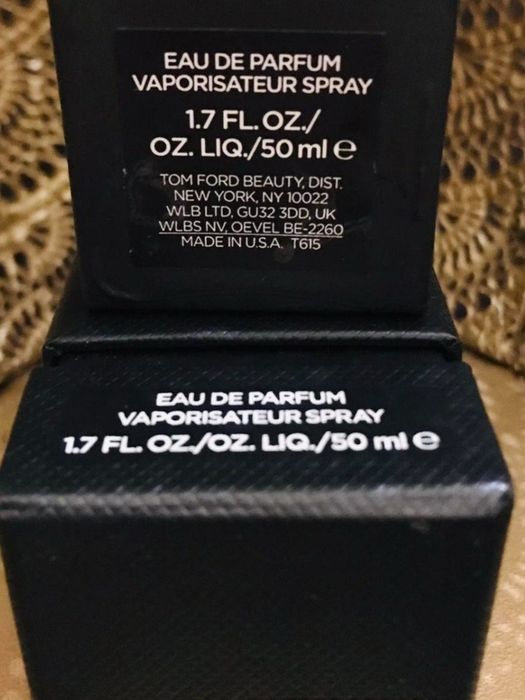 EAU DE PARFUM
VAPORISATEUR SPRAY
1.7 FL. OZ./
OZ. LIQ./50 ml e
TOM FORD BEAUTY, DIST.
NEW YORK, NY 10022
WLB LTD, GU32 3DD, UK
WLBS NV, OEVEL BE-2260
MADE IN U.S.A. T615
EAU DE PARFUM
VAPORISATEUR SPRAY
1.7 FL. OZ./OZ. LIQ./50 ml e